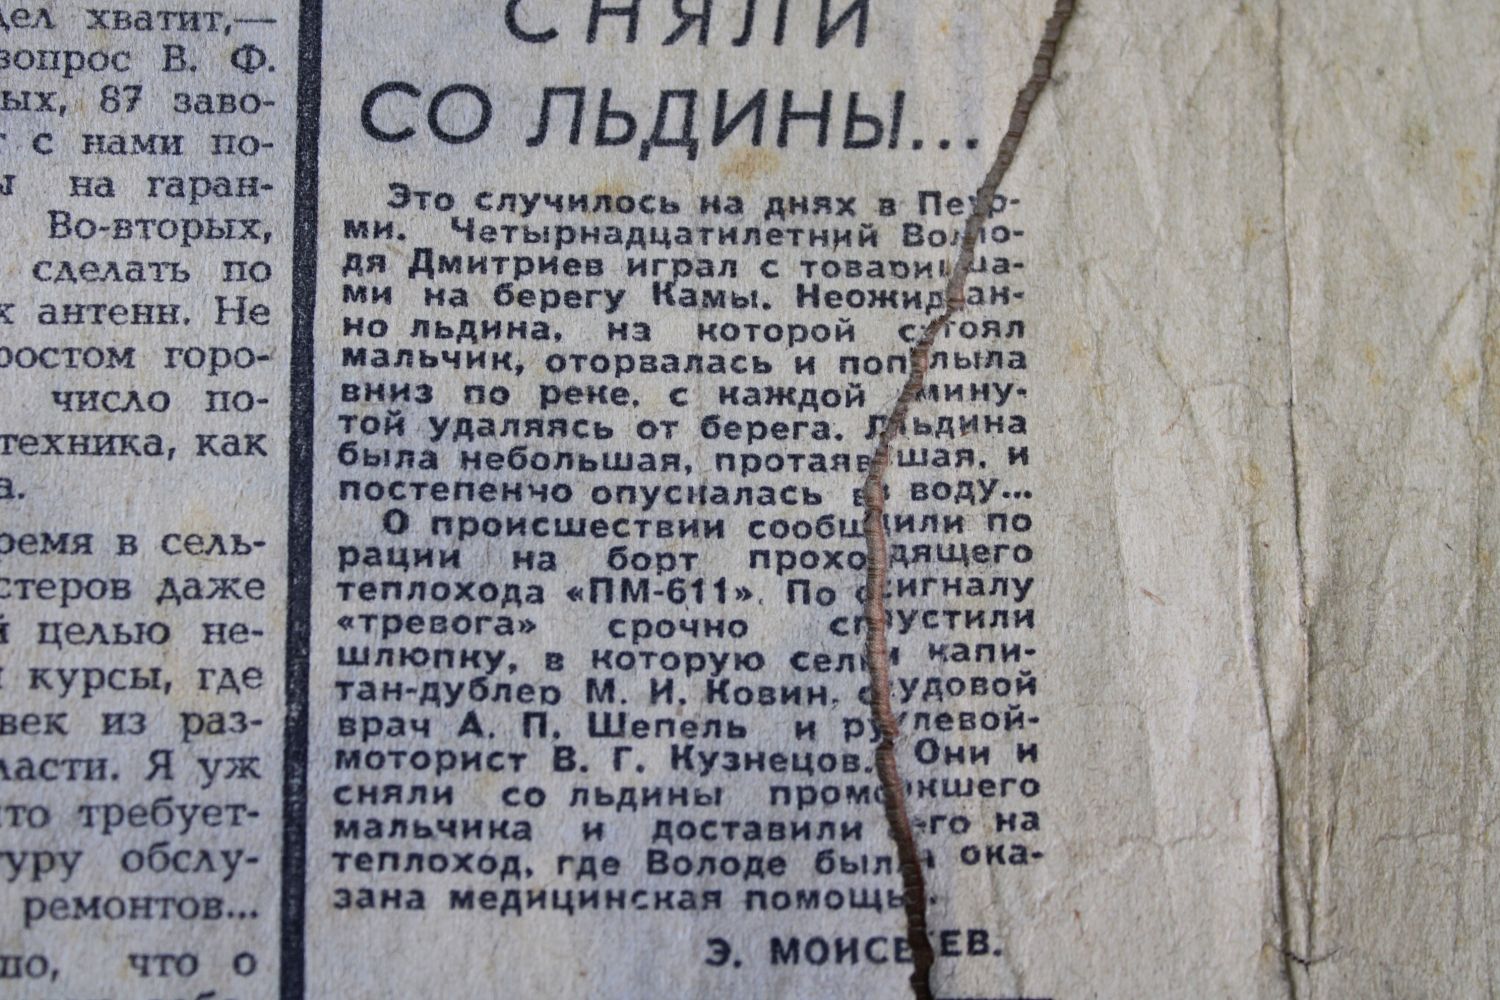 дел хватит,—
вопрос В. Ф.
ых, 87 заво-
с нами по-
на гаран-
Во-вторых,
сделать по
к антенн. Не
ростом горо-
число по-
техника, как
а.
ремя в сель-
стеров даже
й целью не-
курсы, где
век из раз-
ласти. Я уж
что требует-
туру обслу-
ремонтов...
что о
СНЯЛИ
СО ЛЬДИНЫ...
Это случилось на днях в Пер-
ми. Четырнадцатилетний Воло-
дя Дмитриев играл с товарища-
ми на берегу Камы. Неожидан-
но льдина, на которой стоял
мальчик, оторвалась и поплыла
вниз по реке, с каждой мину-
той удаляясь от берега. Льдина
была небольшая, протаявшая, и
постепенно опускалась в воду...
О происшествии сообщили по
рации на борт проходящего
теплохода «ПМ-611». По сигналу
«тревога» срочно спустили
шлюпку, в которую сели капи-
тан-дублер М. И. Ковин, судовой
врач А. П. Шепель и рулевой-
моторист В. Г. Кузнецов. Они и
сняли со льдины промокшего
мальчика и доставили его на
теплоход, где Володе была ока-
зана медицинская помощь.
Э. МОИСЕЕВ.